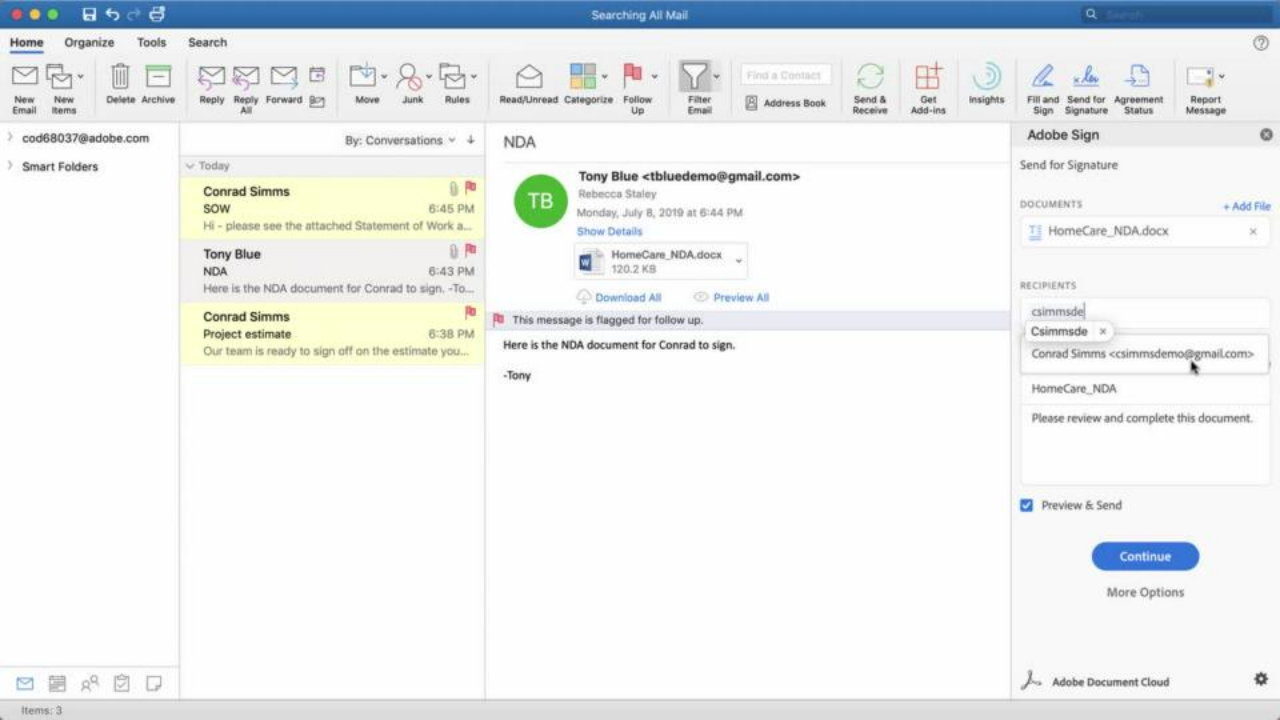 Searching All Mail
Search
Home Organize Tools Search
New Email
New Items
Delete
Archive
Reply
Reply All
Forward
Move
Junk
Rules
Read/Unread
Categorize
Follow Up
Filter Email
Find a Contact
Address Book
Send & Receive
Get Add-ins
Insights
Fill and Sign
Send for Signature
Agreement Status
Report Message
cod68037@adobe.com
Smart Folders
By: Conversations
Today
Conrad Simms
SOW 6:45 PM
Hi - please see the attached Statement of Work a...
Tony Blue
NDA 6:43 PM
Here is the NDA document for Conrad to sign. -To...
Conrad Simms
Project estimate 6:38 PM
Our team is ready to sign off on the estimate you...
NDA
TB
Tony Blue <tbluedemo@gmail.com>
Rebecca Staley
Monday, July 8, 2019 at 6:44 PM
Show Details
HomeCare_NDA.docx
120.2 KB
Download All Preview All
This message is flagged for follow up.
Here is the NDA document for Conrad to sign.
-Tony
Adobe Sign
Send for Signature
DOCUMENTS + Add File
HomeCare_NDA.docx
RECIPIENTS
csimmsde
Csimmsde ×
Conrad Simms <csimmsdemo@gmail.com>
HomeCare_NDA
Please review and complete this document.
Preview & Send
Continue
More Options
Adobe Document Cloud
Items: 3